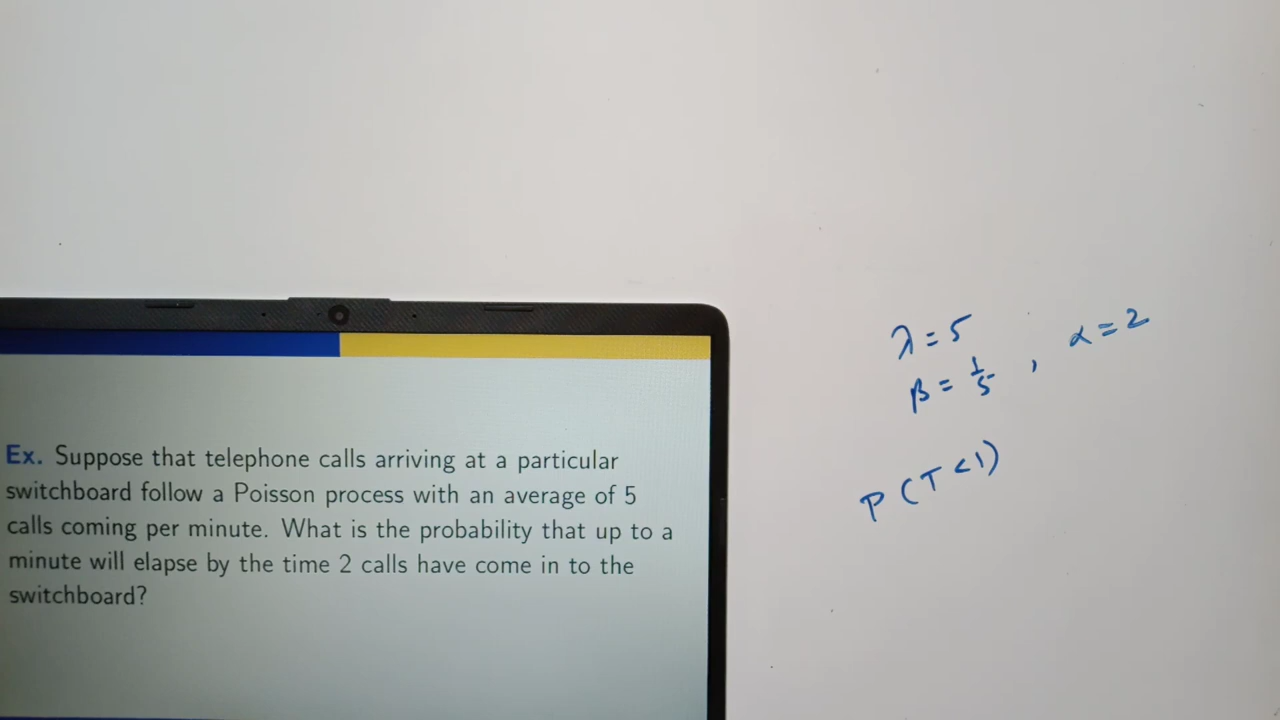 Ex. Suppose that telephone calls arriving at a particular
switchboard follow a Poisson process with an average of 5
calls coming per minute. What is the probability that up to a
minute will elapse by the time 2 calls have come in to the
switchboard?
λ = 5
β = 1/5 , α = 2
P(T<1)